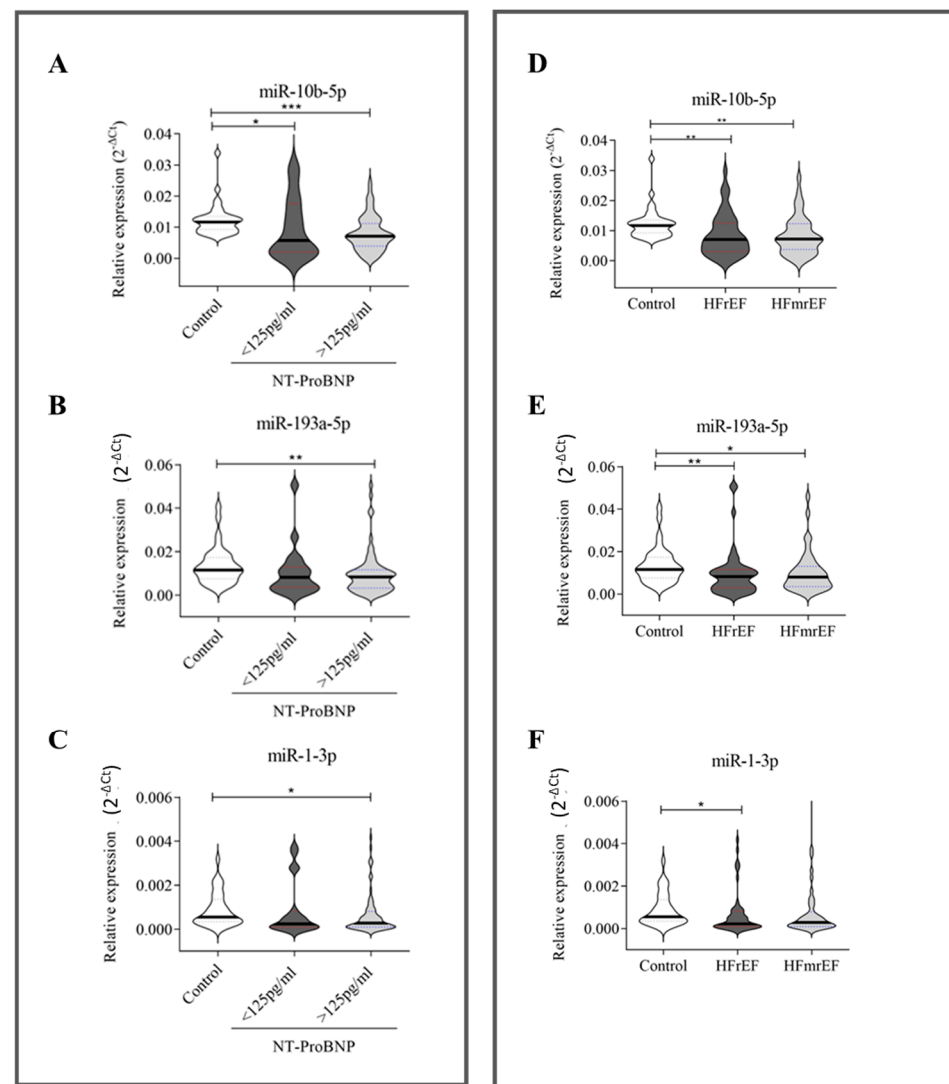 A
miR-10b-5p
***
*
Relative expression (2^-ΔCt)
0.04
0.03
0.02
0.01
0.00
Control
<125pg/ml
>125pg/ml
NT-ProBNP
B
miR-193a-5p
**
Relative expression (2^-ΔCt)
0.06
0.04
0.02
0.00
Control
<125pg/ml
>125pg/ml
NT-ProBNP
C
miR-1-3p
*
Relative expression (2^-ΔCt)
0.006
0.004
0.002
0.000
Control
<125pg/ml
>125pg/ml
NT-ProBNP
D
miR-10b-5p
**
**
Relative expression (2^-ΔCt)
0.04
0.03
0.02
0.01
0.00
Control HFrEF HFmrEF
E
miR-193a-5p
*
**
Relative expression (2^-ΔCt)
0.06
0.04
0.02
0.00
Control HFrEF HFmrEF
F
miR-1-3p
*
Relative expression (2^-ΔCt)
0.006
0.004
0.002
0.000
Control HFrEF HFmrEF